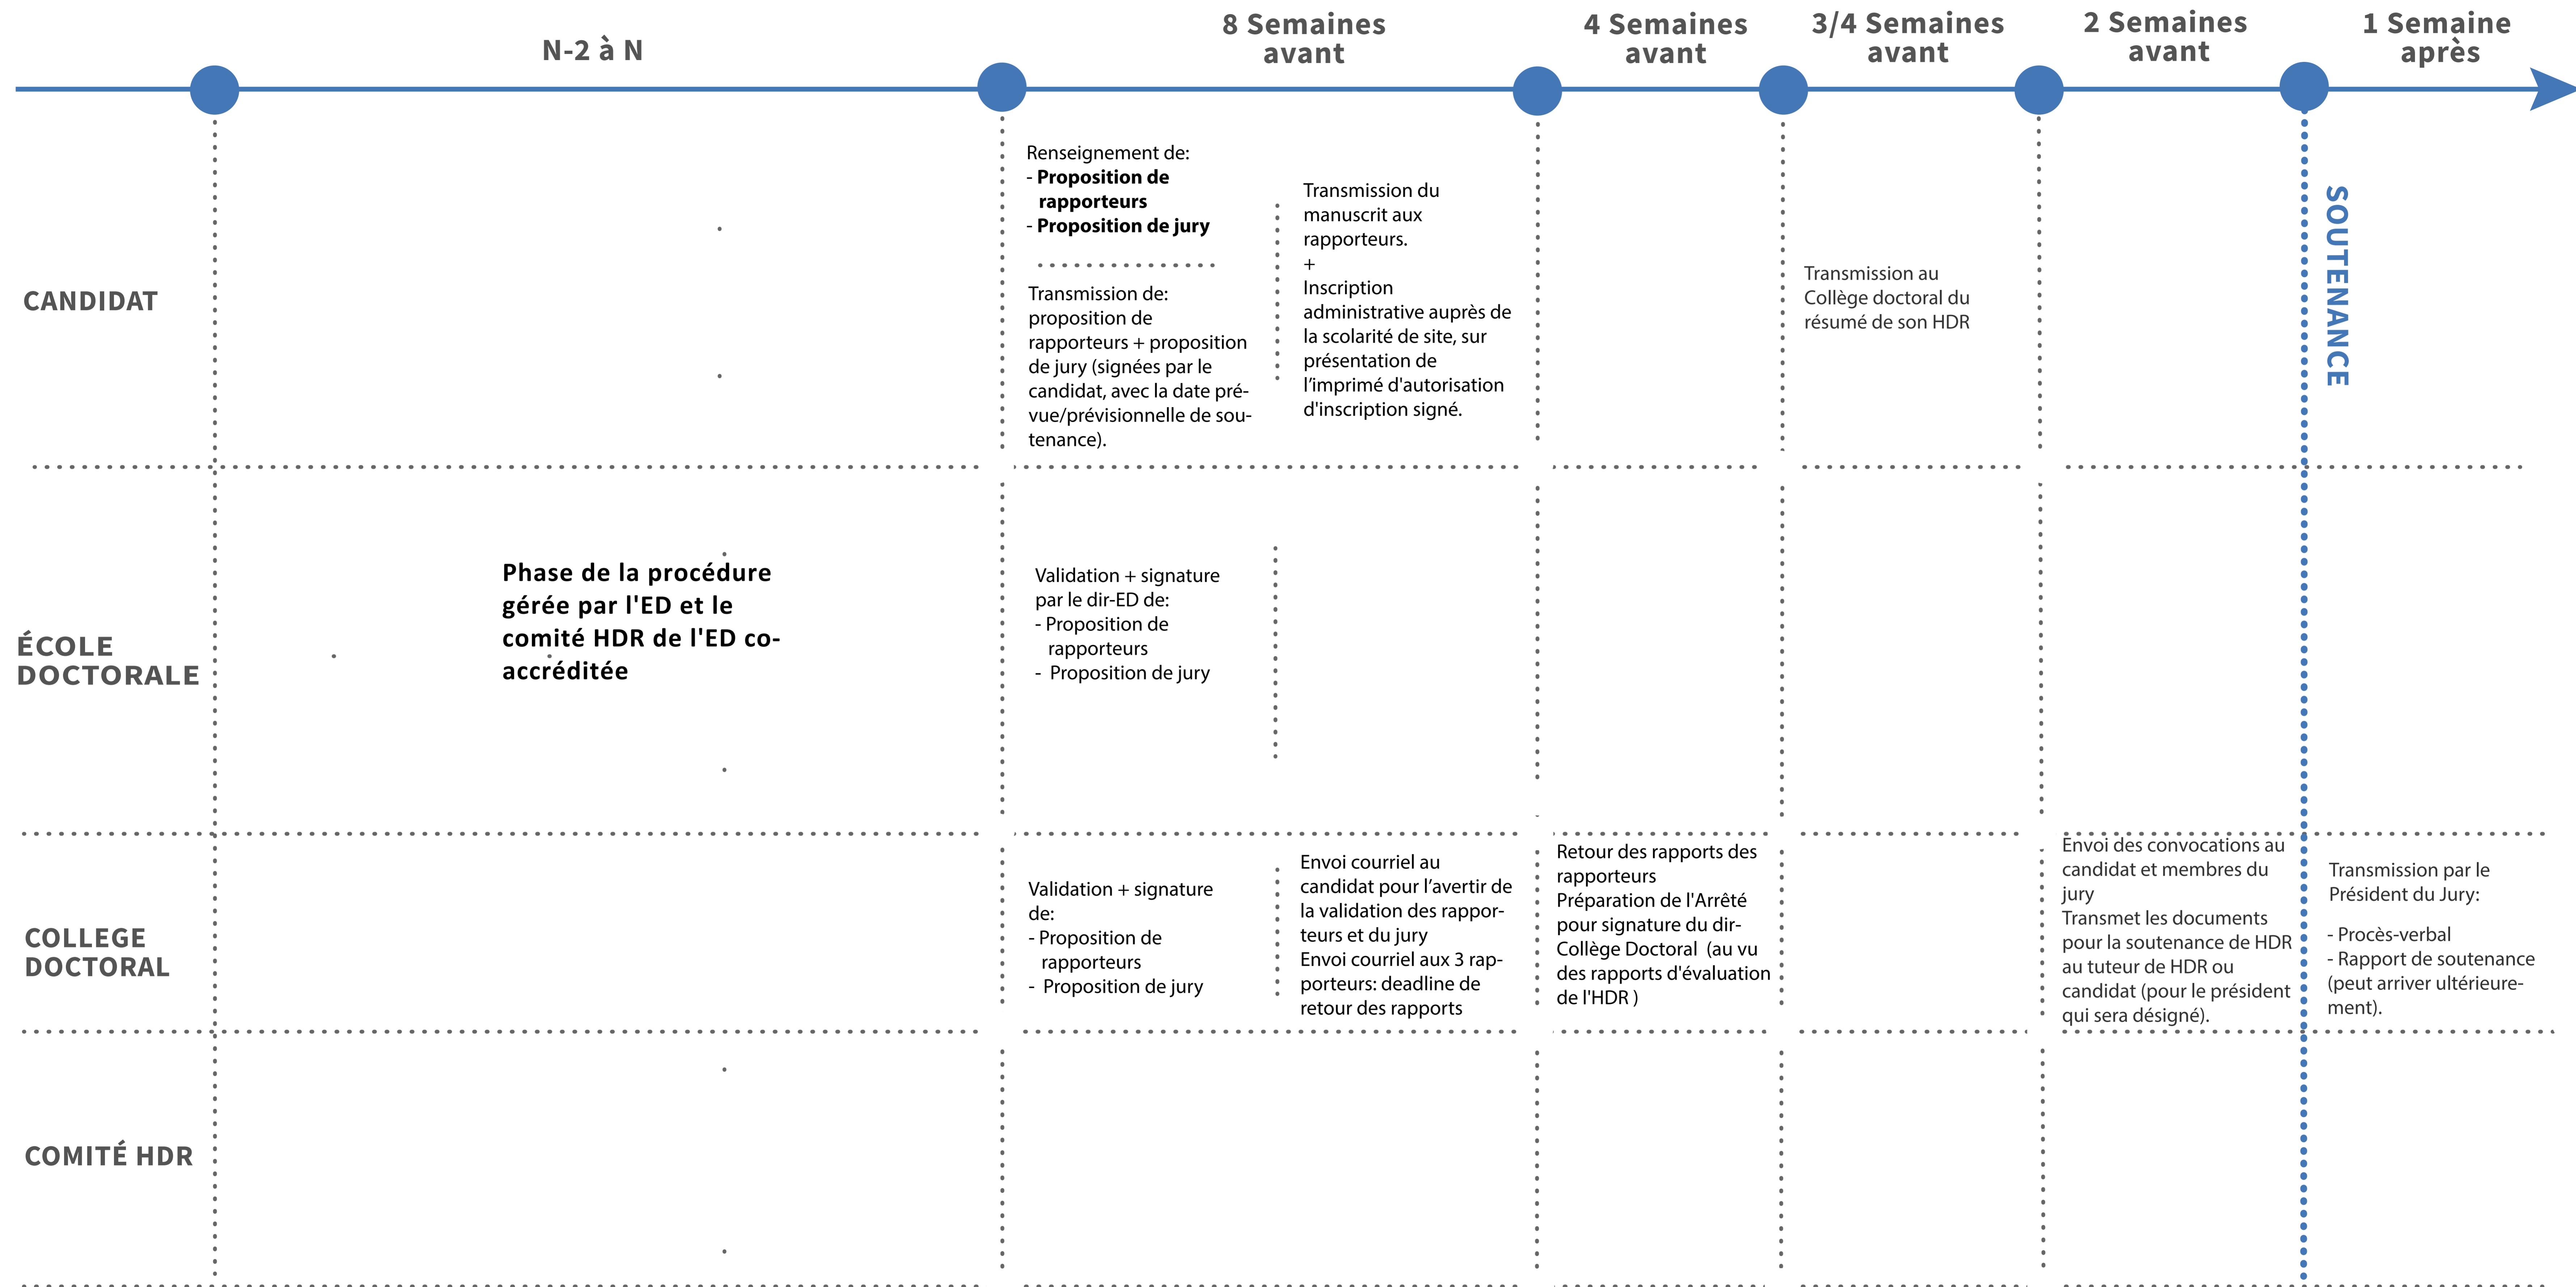 N-2 à N
8 Semaines
avant
4 Semaines
avant
3/4 Semaines
avant
2 Semaines
avant
1 Semaine
après
SOUTENANCE
CANDIDAT
Renseignement de:
- Proposition de
rapporteurs
- Proposition de jury
Transmission de:
proposition de
rapporteurs + proposition
de jury (signées par le
candidat, avec la date pré-
vue/prévisionnelle de sou-
tenance).
Transmission du
manuscrit aux
rapporteurs.
+
Inscription
administrative auprès de
la scolarité de site, sur
présentation de
l’imprimé d'autorisation
d'inscription signé.
Transmission au
Collège doctoral du
résumé de son HDR
ÉCOLE
DOCTORALE
Phase de la procédure
gérée par l'ED et le
comité HDR de l'ED co-
accréditée
Validation + signature
par le dir-ED de:
- Proposition de
rapporteurs
- Proposition de jury
COLLEGE
DOCTORAL
Validation + signature
de:
- Proposition de
rapporteurs
- Proposition de jury
Envoi courriel au
candidat pour l’avertir de
la validation des rappor-
teurs et du jury
Envoi courriel aux 3 rap-
porteurs: deadline de
retour des rapports
Retour des rapports des
rapporteurs
Préparation de l'Arrêté
pour signature du dir-
Collège Doctoral (au vu
des rapports d'évaluation
de l'HDR )
Envoi des convocations au
candidat et membres du
jury
Transmet les documents
pour la soutenance de HDR
au tuteur de HDR ou
candidat (pour le président
qui sera désigné).
Transmission par le
Président du Jury:
- Procès-verbal
- Rapport de soutenance
(peut arriver ultérieure-
ment).
COMITÉ HDR